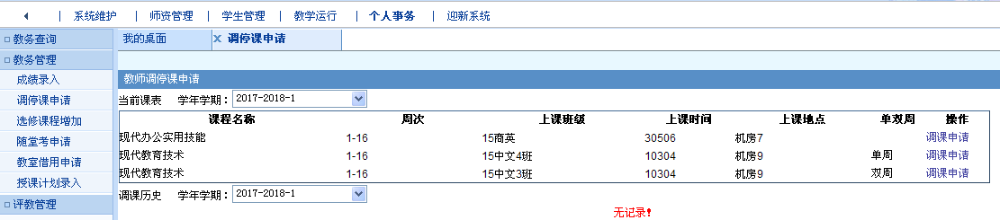 系统维护 | 师资管理 | 学生管理 | 教学运行 | 个人事务 | 迎新系统
教务查询
教务管理
成绩录入
调停课申请
选修课程增加
随堂考申请
教室借用申请
授课计划录入
评教管理
我的桌面 x 调停课申请
教师调停课申请
当前课表 学年学期： 2017-2018-1
课程名称 周次 上课班级 上课时间 上课地点 单双周 操作
现代办公实用技能 1-16 15商英 30506 机房7 调课申请
现代教育技术 1-16 15中文4班 10304 机房9 单周 调课申请
现代教育技术 1-16 15中文3班 10304 机房9 双周 调课申请
调课历史 学年学期： 2017-2018-1
无记录！